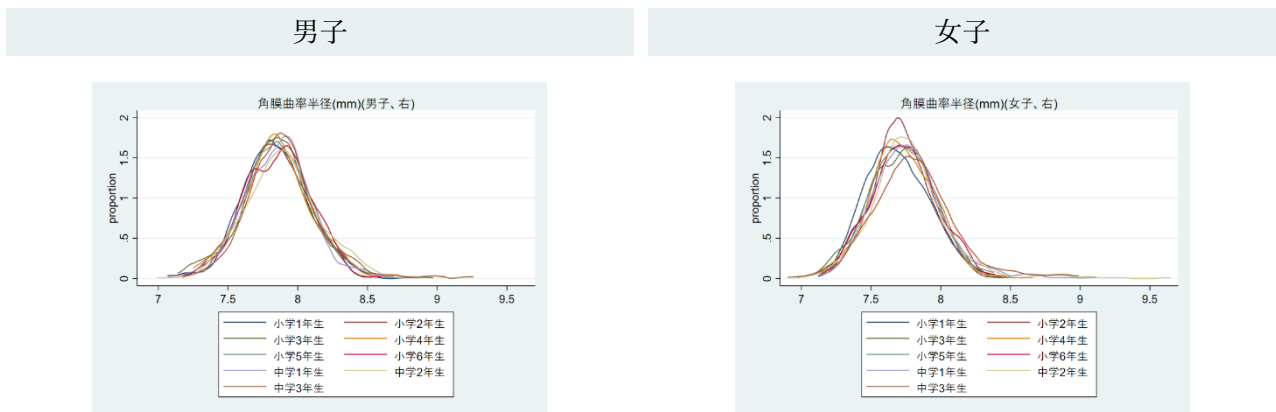 男子
角膜曲率半径(mm)(男子、右)
proportion
2
1.5
1
.5
0
7 7.5 8 8.5 9 9.5
小学1年生 小学2年生
小学3年生 小学4年生
小学5年生 小学6年生
中学1年生 中学2年生
中学3年生
女子
角膜曲率半径(mm)(女子、右)
proportion
2
1.5
1
.5
0
7 7.5 8 8.5 9 9.5
小学1年生 小学2年生
小学3年生 小学4年生
小学5年生 小学6年生
中学1年生 中学2年生
中学3年生